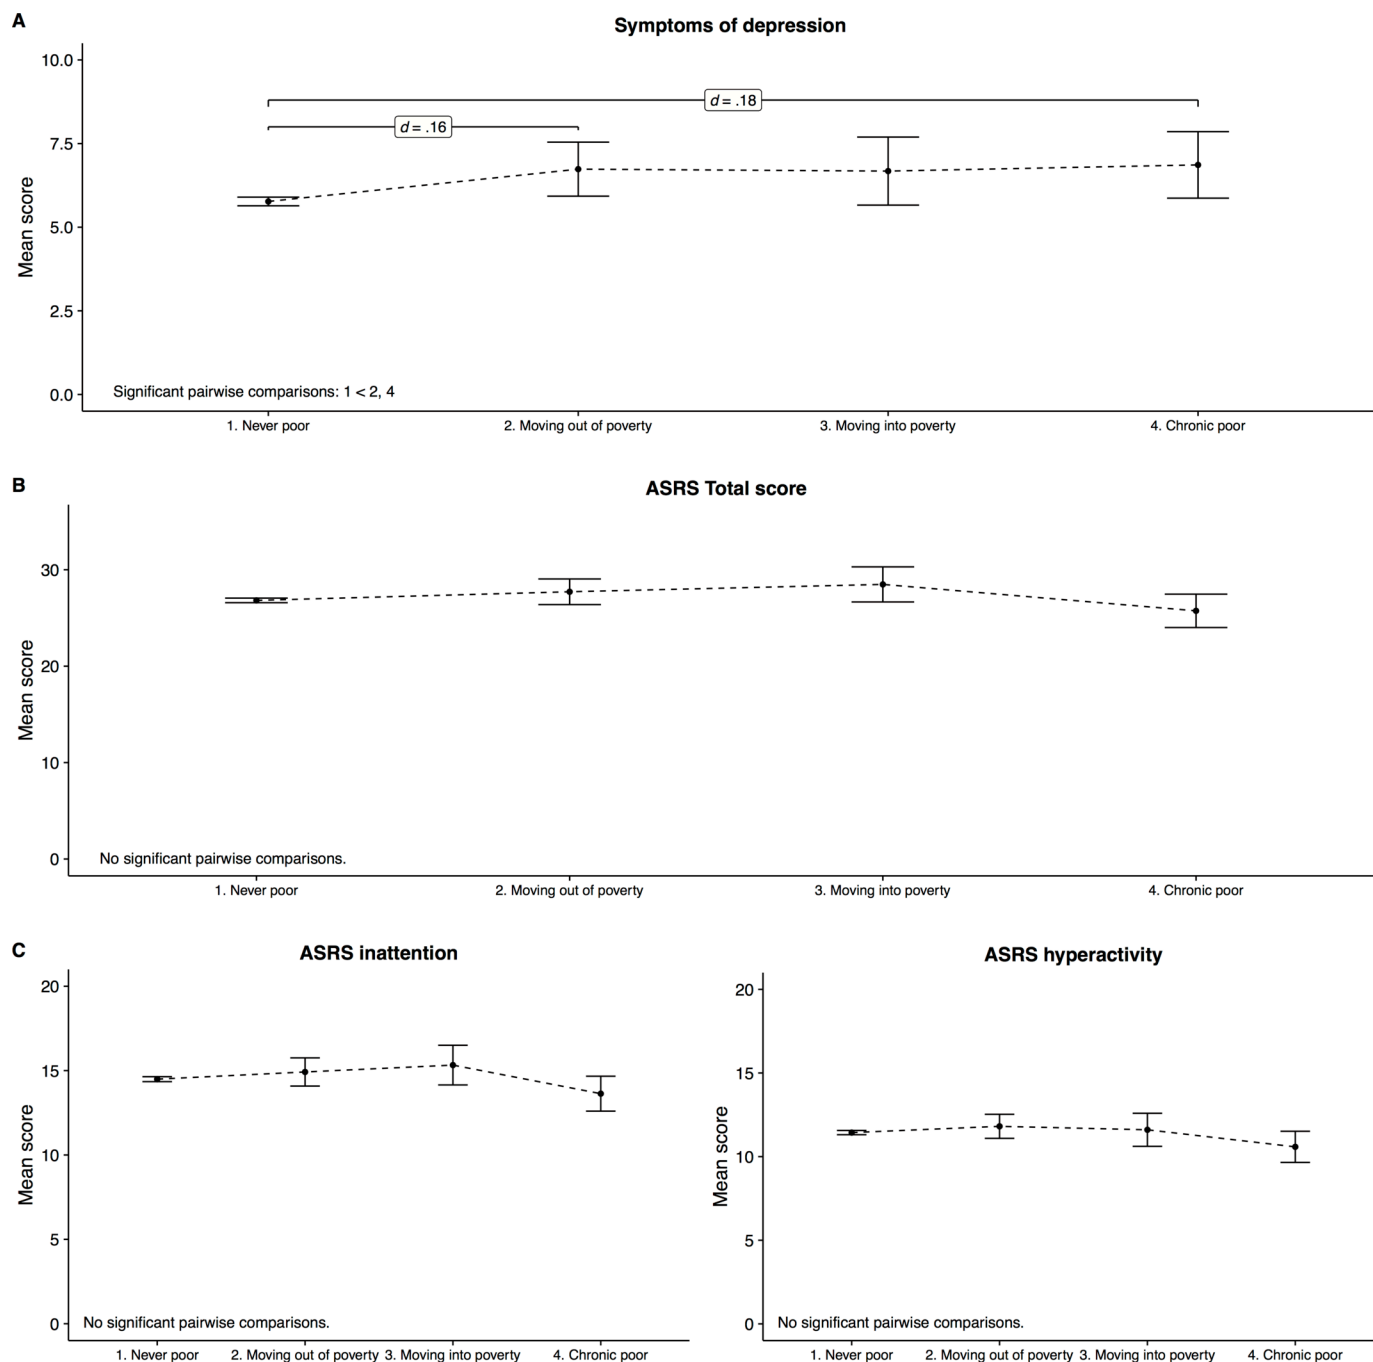 A
Symptoms of depression
Mean score
10.0
7.5
5.0
2.5
0.0
d = .18
d = .16
Significant pairwise comparisons: 1 < 2, 4
1. Never poor 2. Moving out of poverty 3. Moving into poverty 4. Chronic poor
B
ASRS Total score
Mean score
30
20
10
0
No significant pairwise comparisons.
1. Never poor 2. Moving out of poverty 3. Moving into poverty 4. Chronic poor
C
ASRS inattention
Mean score
20
15
10
5
0
No significant pairwise comparisons.
1. Never poor 2. Moving out of poverty 3. Moving into poverty 4. Chronic poor
ASRS hyperactivity
Mean score
20
15
10
5
0
No significant pairwise comparisons.
1. Never poor 2. Moving out of poverty 3. Moving into poverty 4. Chronic poor